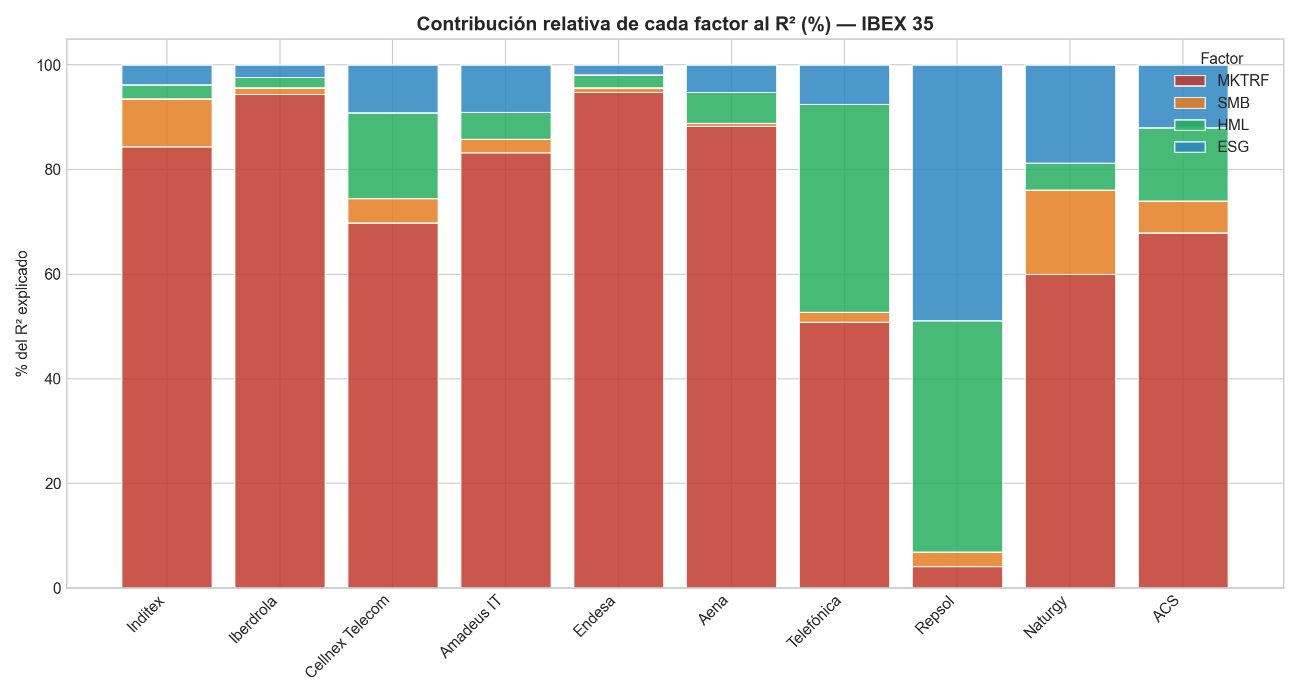 Contribución relativa de cada factor al R² (%) — IBEX 35
% del R² explicado
100
80
60
40
20
0
Factor
MKTRF
SMB
HML
ESG
Inditex
Iberdrola
Cellnex Telecom
Amadeus IT
Endesa
Aena
Telefónica
Repsol
Naturgy
ACS